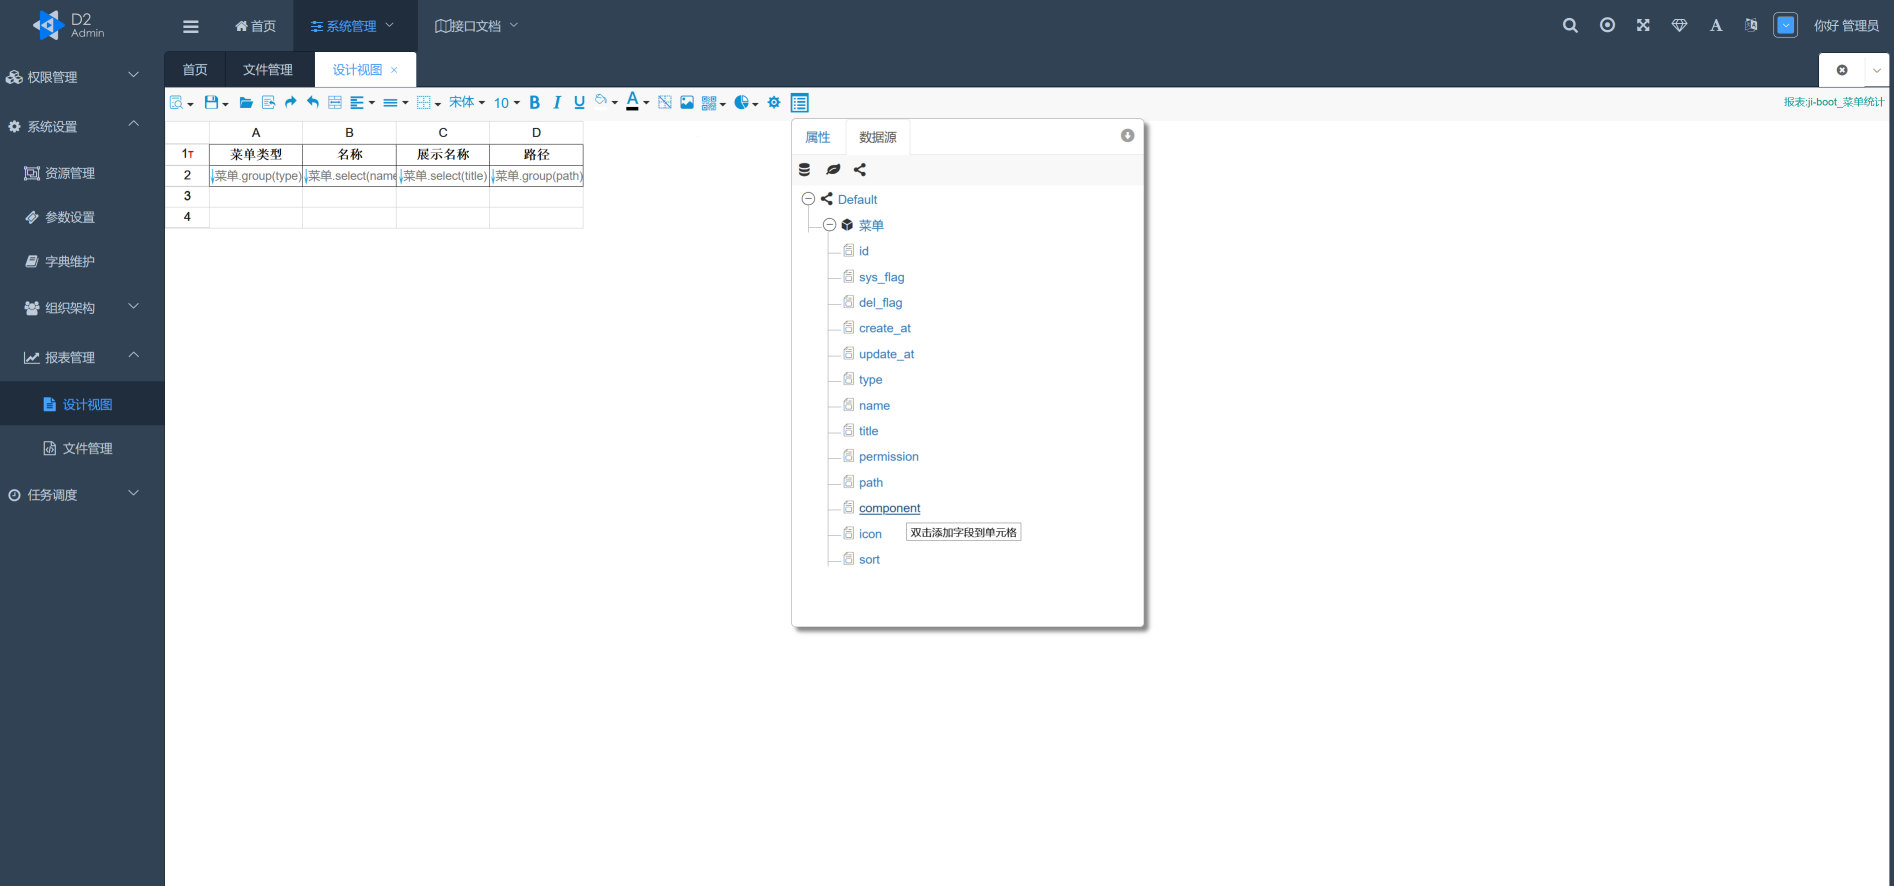 D2
Admin
首页
系统管理
接口文档
A
你好 管理员
权限管理
系统设置
资源管理
参数设置
字典维护
组织架构
报表管理
设计视图
文件管理
任务调度
首页
文件管理
设计视图 ×
宋体 10 B I U A
报表:ji-boot_菜单统计
A B C D
1T 菜单类型 名称 展示名称 路径
2 菜单.group(type) 菜单.select(name 菜单.select(title) 菜单.group(path)
3
4
属性 数据源
Default
菜单
id
sys_flag
del_flag
create_at
update_at
type
name
title
permission
path
component
icon
双击添加字段到单元格
sort